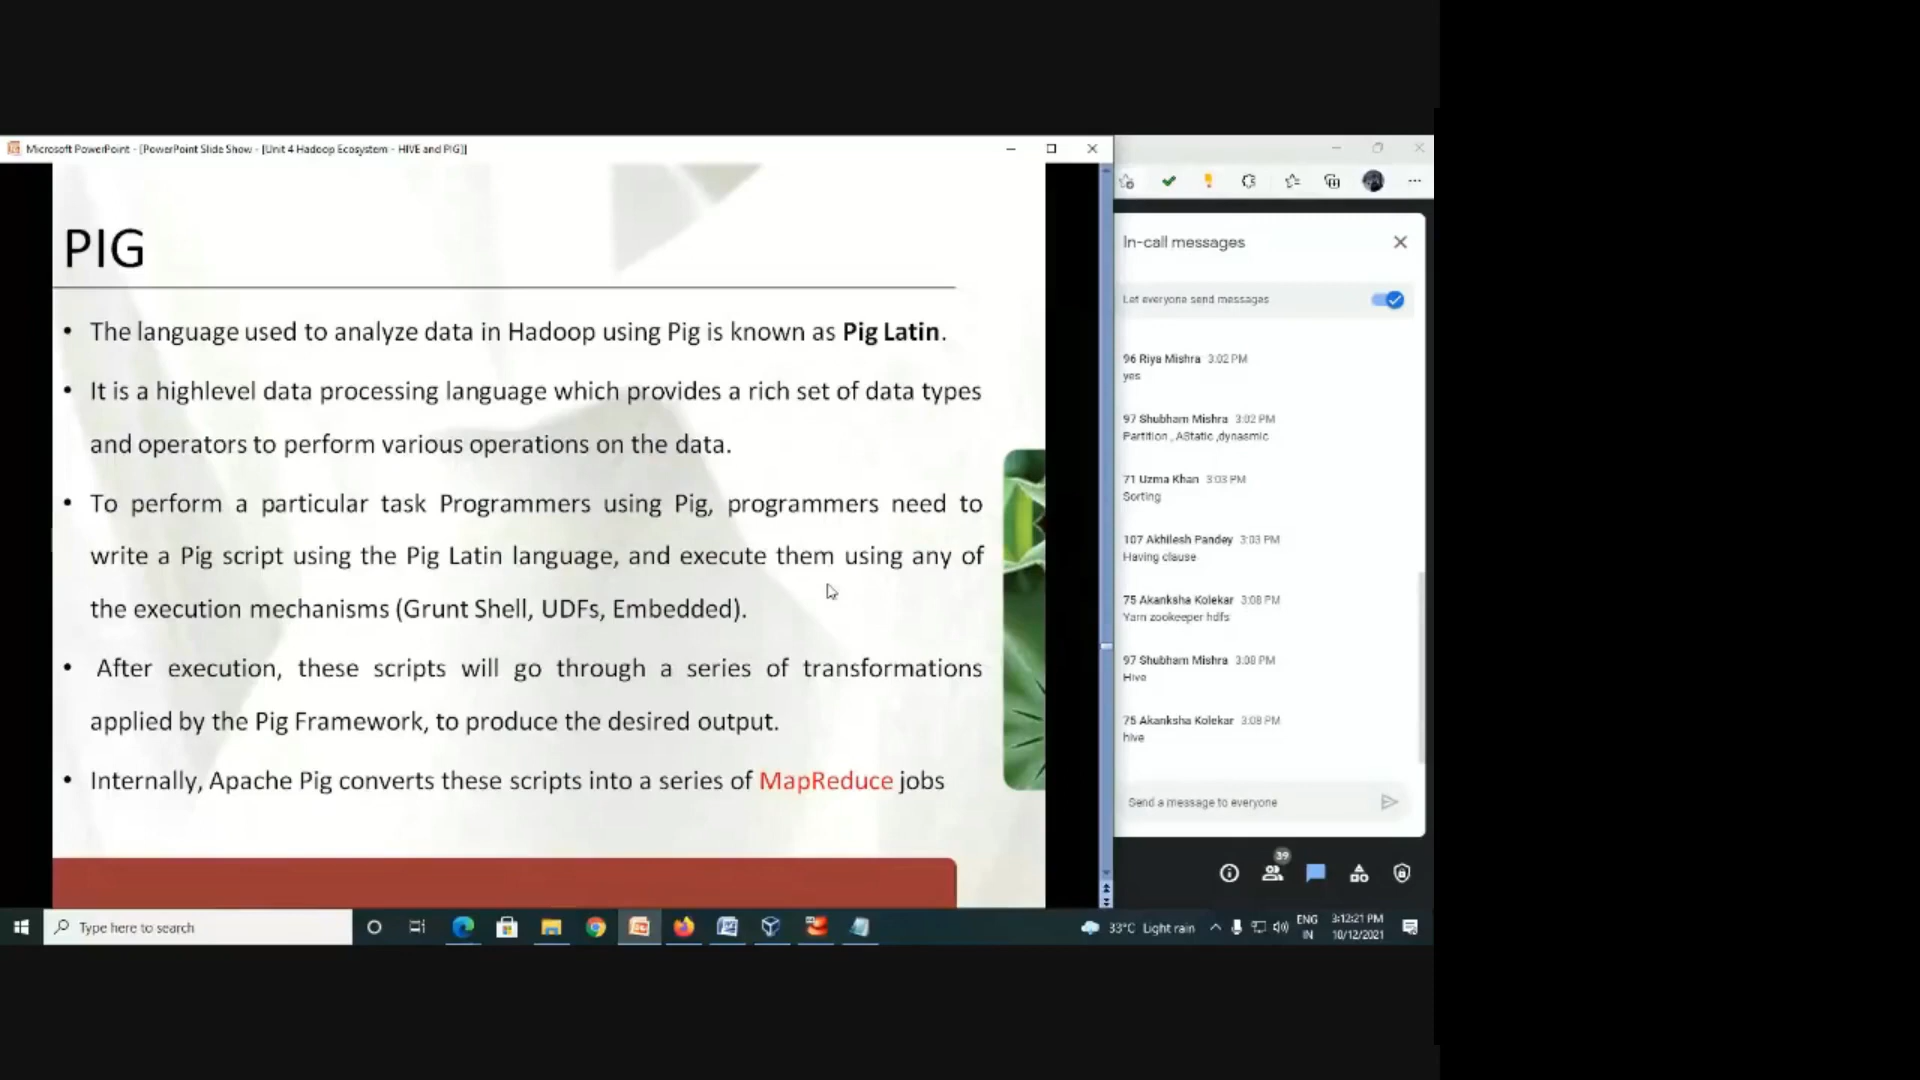 Microsoft PowerPoint - [PowerPoint Slide Show - [Unit 4 Hadoop Ecosystem - HIVE and PIG]]
PIG
• The language used to analyze data in Hadoop using Pig is known as Pig Latin.
• It is a highlevel data processing language which provides a rich set of data types
and operators to perform various operations on the data.
• To perform a particular task Programmers using Pig, programmers need to
write a Pig script using the Pig Latin language, and execute them using any of
the execution mechanisms (Grunt Shell, UDFs, Embedded).
• After execution, these scripts will go through a series of transformations
applied by the Pig Framework, to produce the desired output.
• Internally, Apache Pig converts these scripts into a series of MapReduce jobs
In-call messages
Let everyone send messages
96 Riya Mishra 3:02 PM
yes
97 Shubham Mishra 3:02 PM
Partition , AStatic ,dynasmic
71 Uzma Khan 3:03 PM
Sorting
107 Akhilesh Pandey 3:03 PM
Having clause
75 Akanksha Kolekar 3:08 PM
Yarn zookeeper hdfs
97 Shubham Mishra 3:08 PM
Hive
75 Akanksha Kolekar 3:08 PM
hive
Send a message to everyone
39
Type here to search
33°C Light rain
ENG
IN
3:12:21 PM
10/12/2021